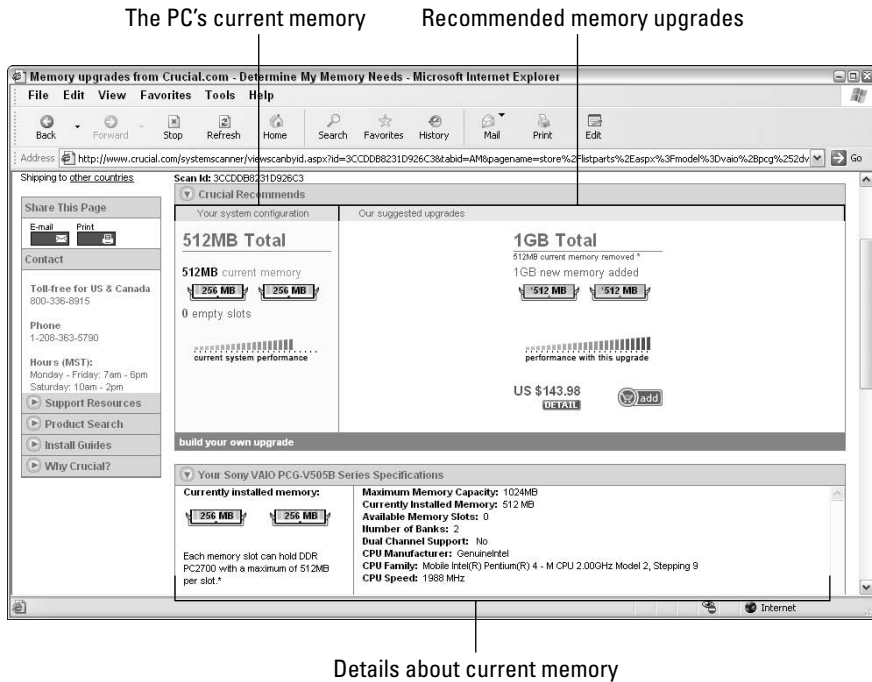 The PC's current memory
Recommended memory upgrades
Memory upgrades from Crucial.com - Determine My Memory Needs - Microsoft Internet Explorer
File Edit View Favorites Tools Help
Back Forward Stop Refresh Home Search Favorites History Mail Print Edit
Address http://www.crucial.com/systemscanner/viewscanbyid.aspx?id=3CCDDB8231D926C3&tabid=AM&pagename=store%2Flistparts%2Easpx%3Fmodel%3Dvaio%2Bpcg%252dv Go
Shipping to other countries
Share This Page
E-mail Print
Contact
Toll-free for US & Canada
800-336-8915
Phone
1-208-363-5790
Hours (MST):
Monday - Friday: 7am - 6pm
Saturday: 10am - 2pm
Support Resources
Product Search
Install Guides
Why Crucial?
Scan Id: 3CCDDB8231D926C3
Crucial Recommends
Your system configuration
Our suggested upgrades
512MB Total
512MB current memory
256 MB 256 MB
0 empty slots
current system performance
1GB Total
512MB current memory removed *
1GB new memory added
512 MB 512 MB
performance with this upgrade
US $143.98
DETAIL
add
build your own upgrade
Your Sony VAIO PCG-V505B Series Specifications
Currently installed memory:
256 MB 256 MB
Each memory slot can hold DDR
PC2700 with a maximum of 512MB
per slot.*
Maximum Memory Capacity: 1024MB
Currently Installed Memory: 512 MB
Available Memory Slots: 0
Number of Banks: 2
Dual Channel Support: No
CPU Manufacturer: GenuineIntel
CPU Family: Mobile Intel(R) Pentium(R) 4 - M CPU 2.00GHz Model 2, Stepping 9
CPU Speed: 1988 MHz
Internet
Details about current memory